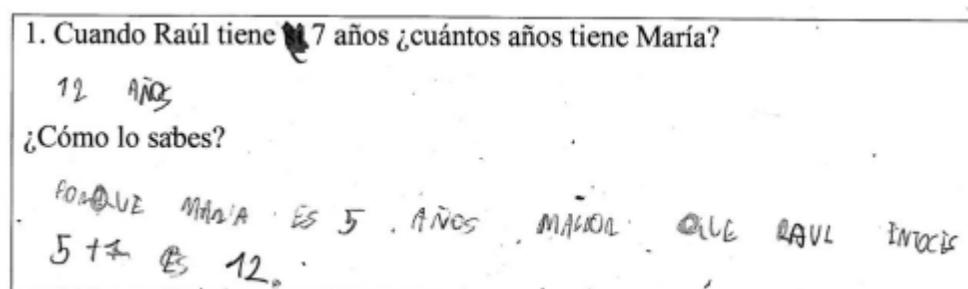 1. Cuando Raúl tiene 7 años ¿cuántos años tiene María?
12 AÑOS
¿Cómo lo sabes?
PORQUE MARIA ES 5 AÑOS MALLOR QUE RAUL ENTOCES
5 + 7 ES 12.